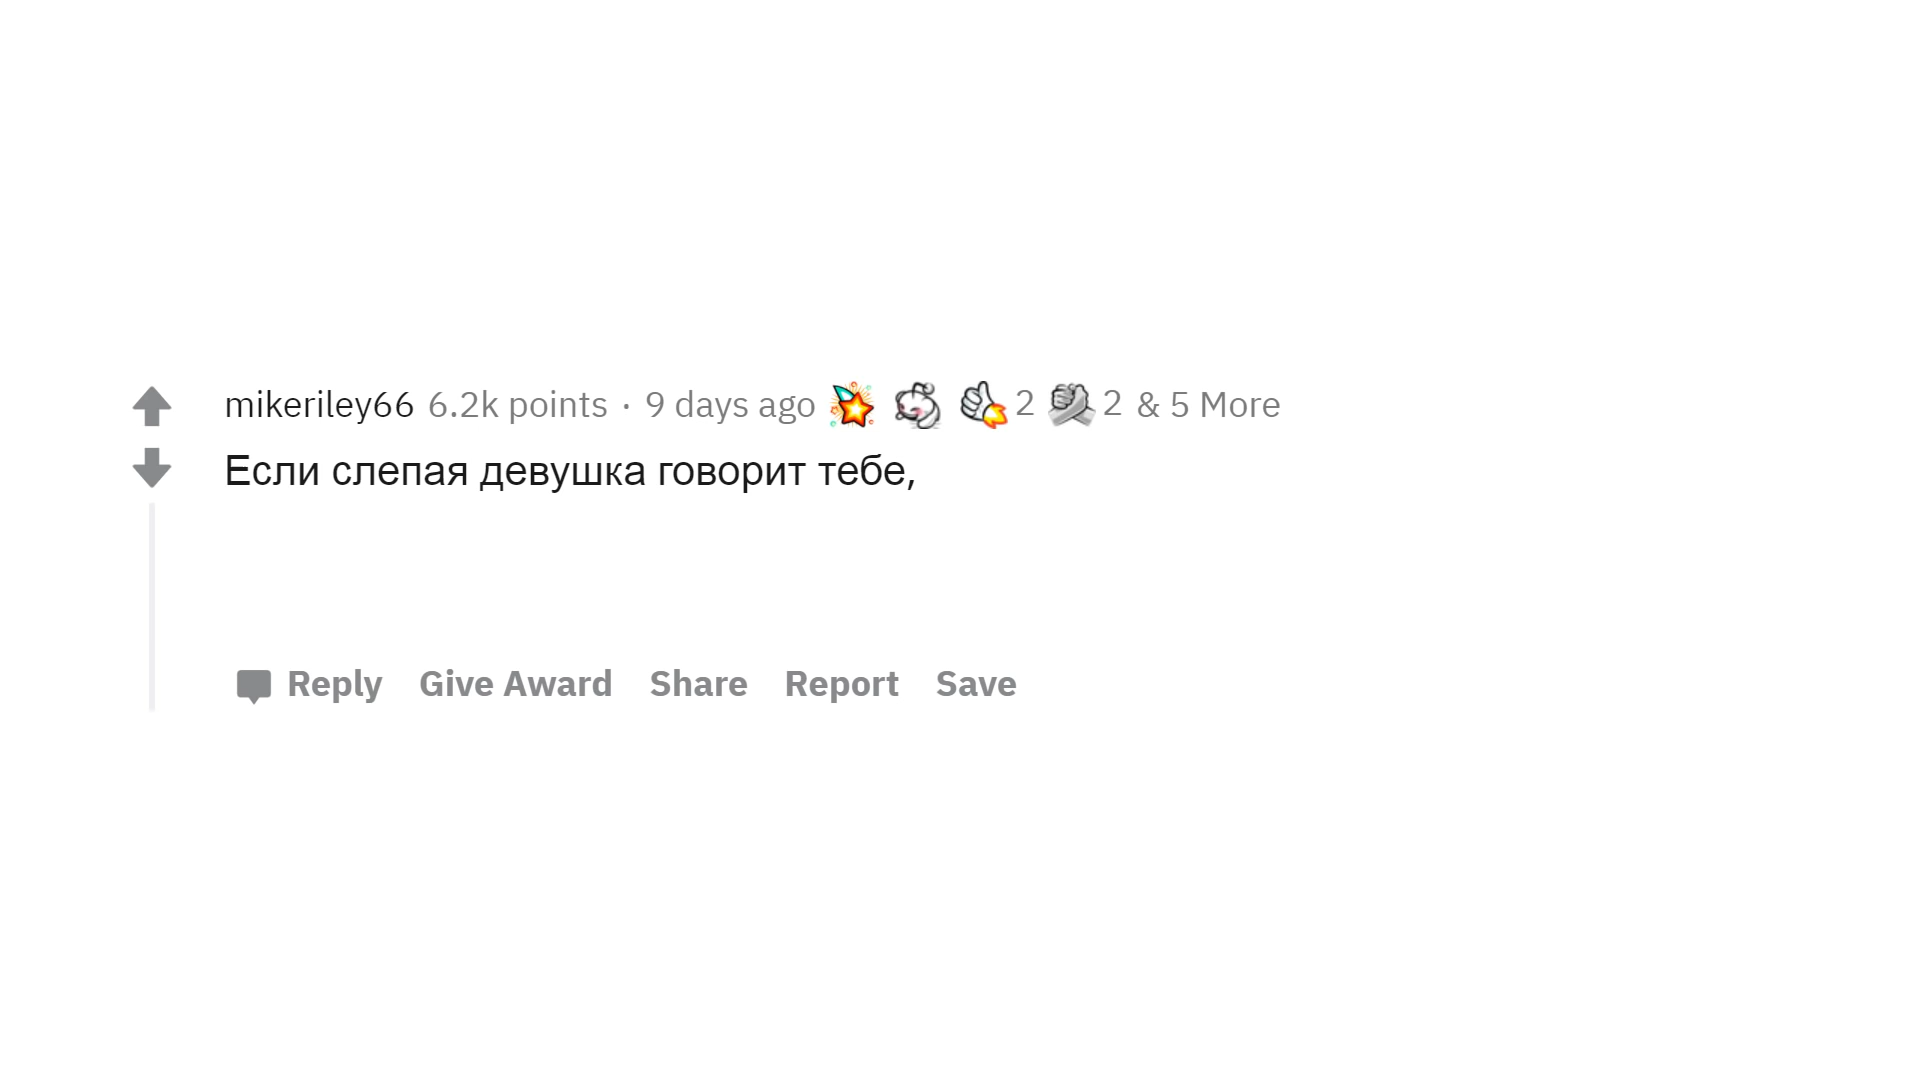 mikeriley66 6.2k points · 9 days ago 2 2 & 5 More
Если слепая девушка говорит тебе,
Reply Give Award Share Report Save